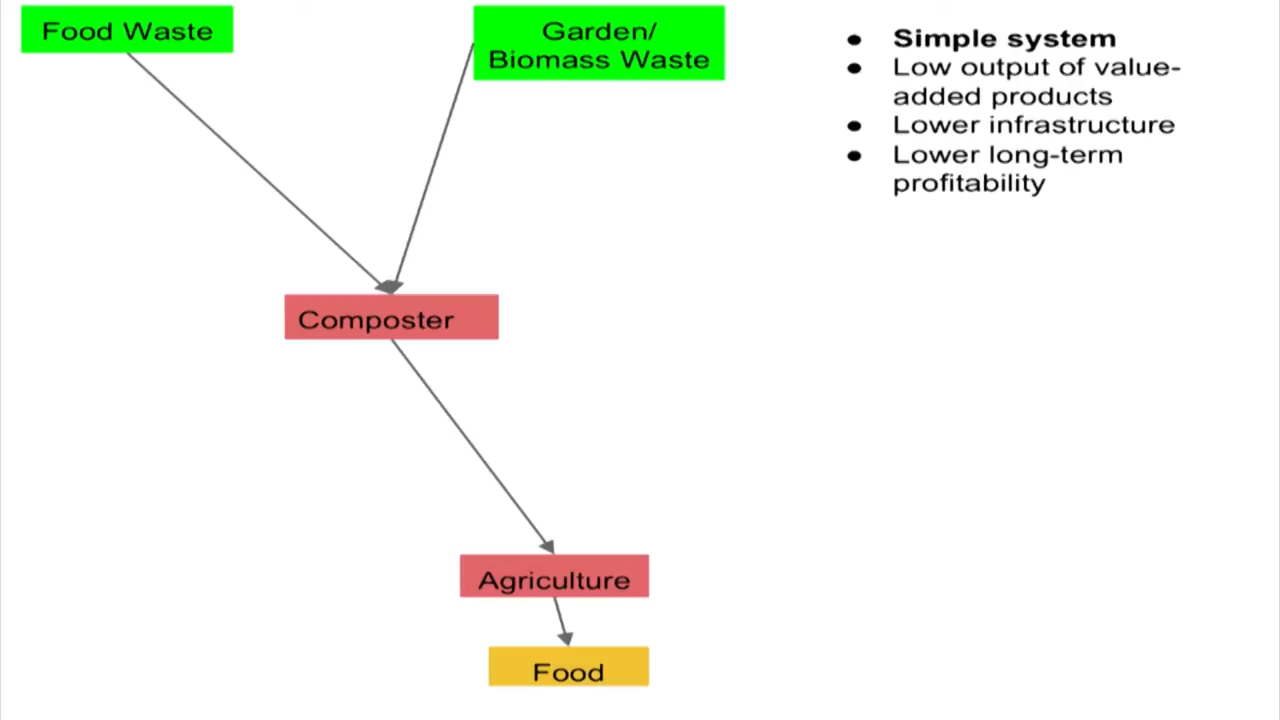 Food Waste
Garden/
Biomass Waste
● Simple system
● Low output of value-
added products
● Lower infrastructure
● Lower long-term
profitability
Composter
Agriculture
Food